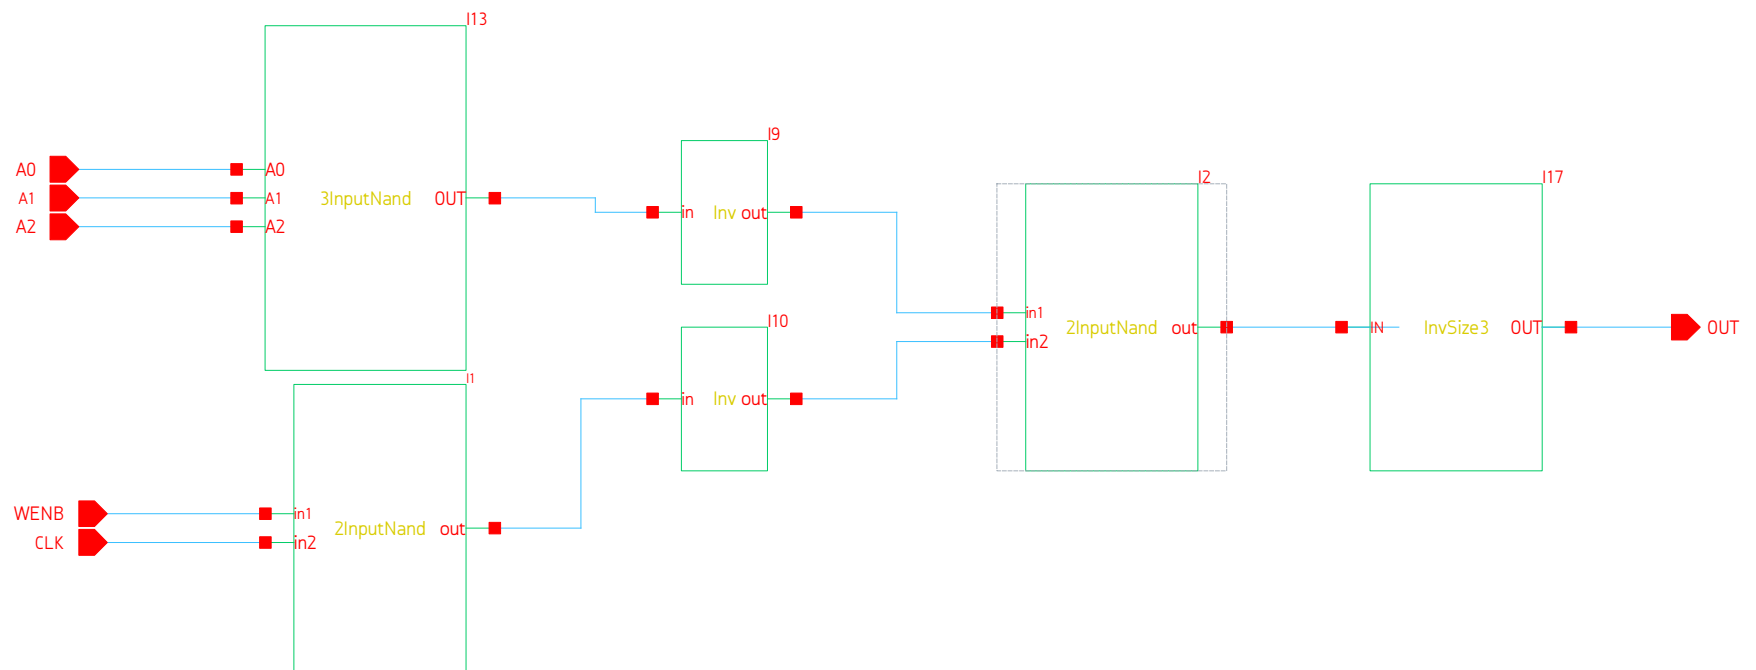 I13
A0
A0
A1
A1
3InputNand
OUT
A2
A2
I9
in
Inv
out
I10
in
Inv
out
I1
WENB
in1
CLK
in2
2InputNand
out
I2
in1
in2
2InputNand
out
I17
IN
InvSize3
OUT
OUT